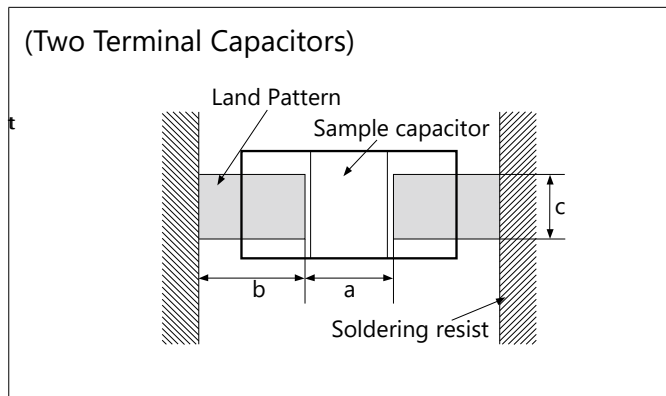 (Two Terminal Capacitors)
Land Pattern
t
Sample capacitor
c
b
a
Soldering resist